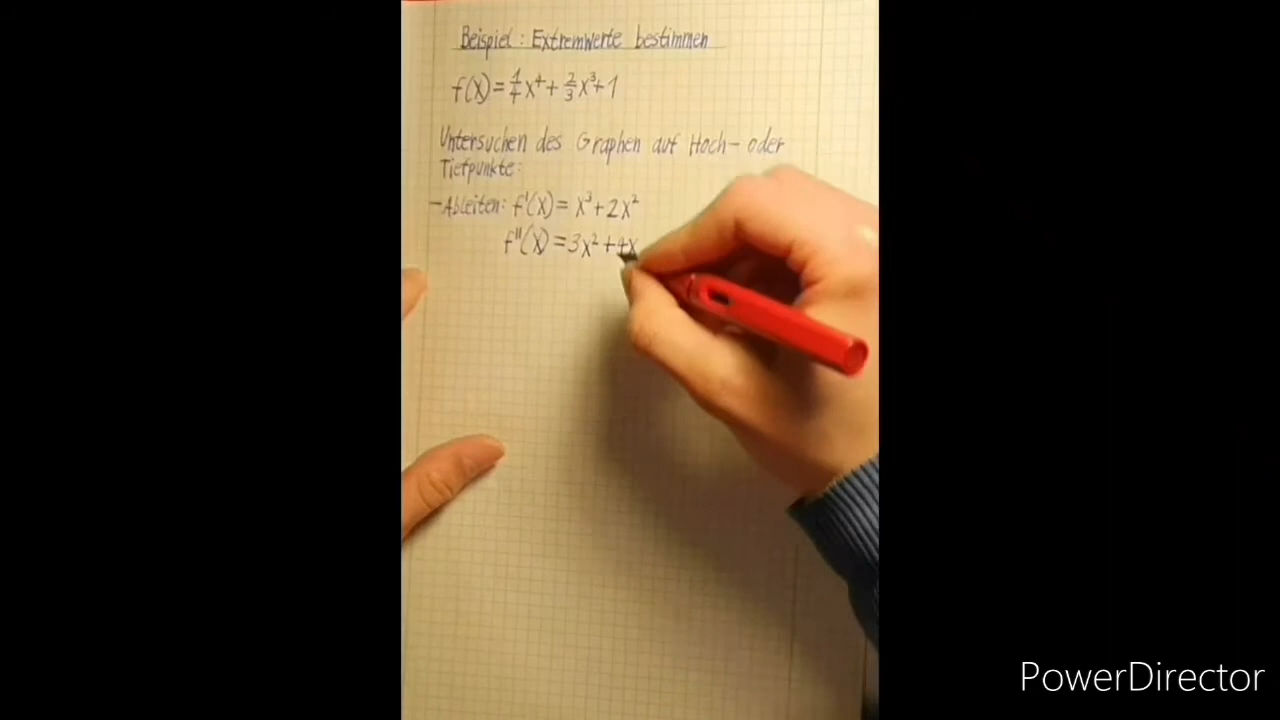 Beispiel: Extremwerte bestimmen
f(x) = 1/4 x⁴ + 2/3 x³ + 1
Untersuchen des Graphen auf Hoch- oder
Tiefpunkte:
- Ableiten: f'(x) = x³ + 2x²
f''(x) = 3x² + 4x
PowerDirector